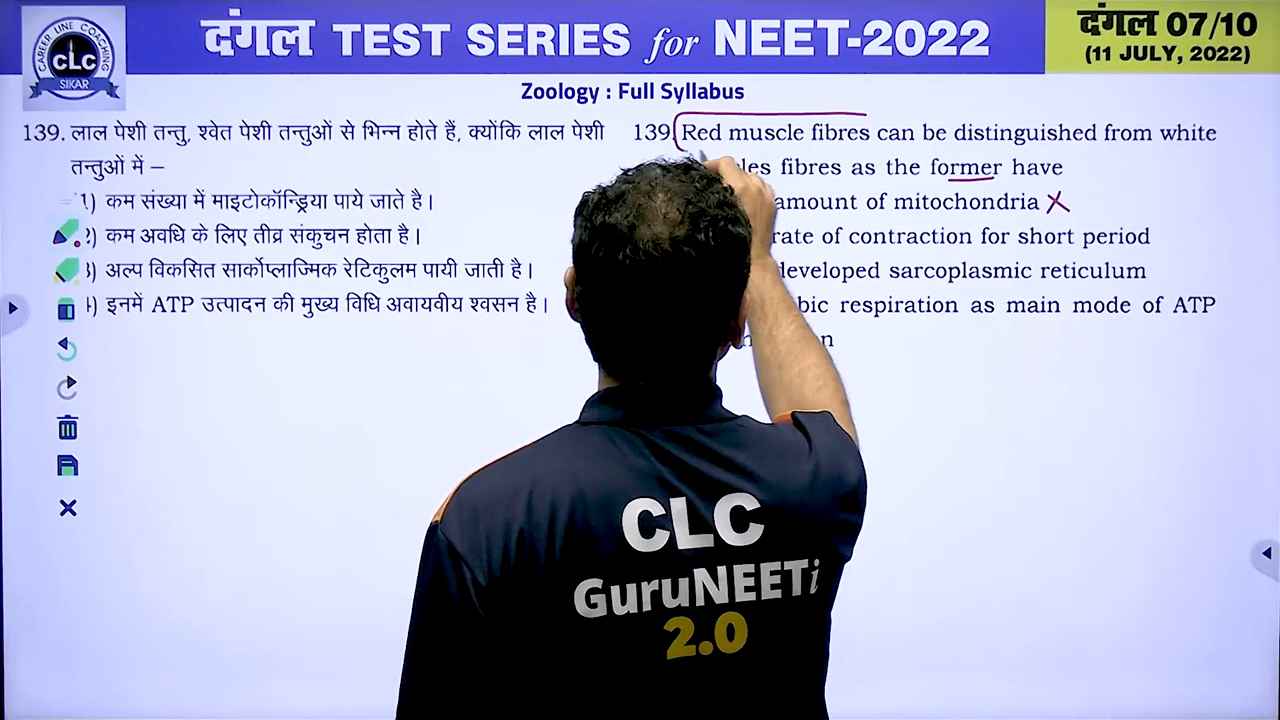 CAREER LINE COACHING
CLC
SIKAR
दंगल TEST SERIES for NEET-2022
दंगल 07/10
(11 JULY, 2022)
Zoology : Full Syllabus
139. लाल पेशी तन्तु, श्वेत पेशी तन्तुओं से भिन्न होते हैं, क्योंकि लाल पेशी
तन्तुओं में –
1) कम संख्या में माइटोकॉन्ड्रिया पाये जाते है।
2) कम अवधि के लिए तीव्र संकुचन होता है।
3) अल्प विकसित सार्कोप्लाज्मिक रेटिकुलम पायी जाती है।
4) इनमें ATP उत्पादन की मुख्य विधि अवायवीय श्वसन है।
139. Red muscle fibres can be distinguished from white
fibres as the former have
amount of mitochondria
rate of contraction for short period
developed sarcoplasmic reticulum
respiration as main mode of ATP
CLC
GuruNEETi
2.0